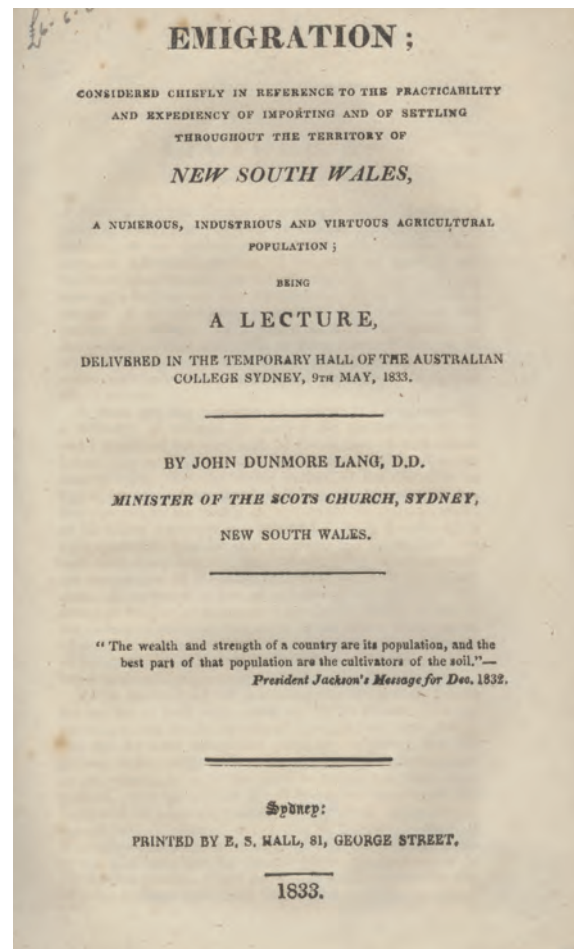 EMIGRATION;
CONSIDERED CHIEFLY IN REFERENCE TO THE PRACTICABILITY
AND EXPEDIENCY OF IMPORTING AND OF SETTLING
THROUGHOUT THE TERRITORY OF
NEW SOUTH WALES,
A NUMEROUS, INDUSTRIOUS AND VIRTUOUS AGRICULTURAL
POPULATION;
BEING
A LECTURE,
DELIVERED IN THE TEMPORARY HALL OF THE AUSTRALIAN
COLLEGE SYDNEY, 9TH MAY, 1833.
BY JOHN DUNMORE LANG, D.D.
MINISTER OF THE SCOTS CHURCH, SYDNEY,
NEW SOUTH WALES.
"The wealth and strength of a country are its population, and the
best part of that population are the cultivators of the soil."—
President Jackson's Message for Dec. 1832.
Sydney:
PRINTED BY E. S. HALL, 81, GEORGE STREET.
1833.